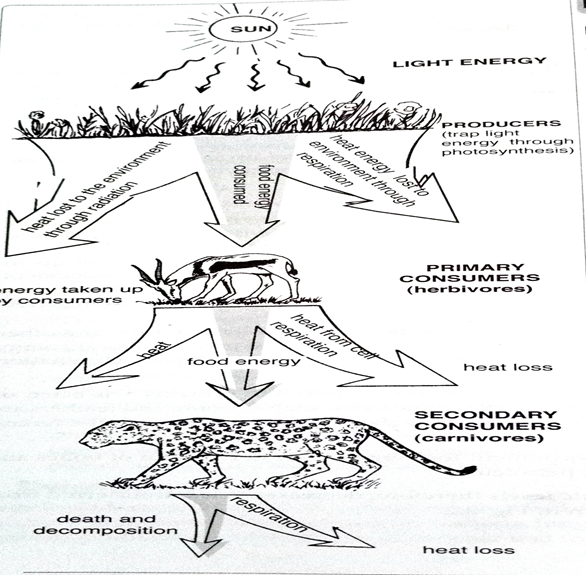 SUN
LIGHT ENERGY
PRODUCERS
(trap light
energy through
photosynthesis)
heat lost to the environment
through radiation
food energy
consumed
heat energy lost to
environment through
respiration
energy taken up
by consumers
PRIMARY
CONSUMERS
(herbivores)
heat
food energy
heat from cell
respiration
heat loss
SECONDARY
CONSUMERS
(carnivores)
death and
decomposition
respiration
heat loss